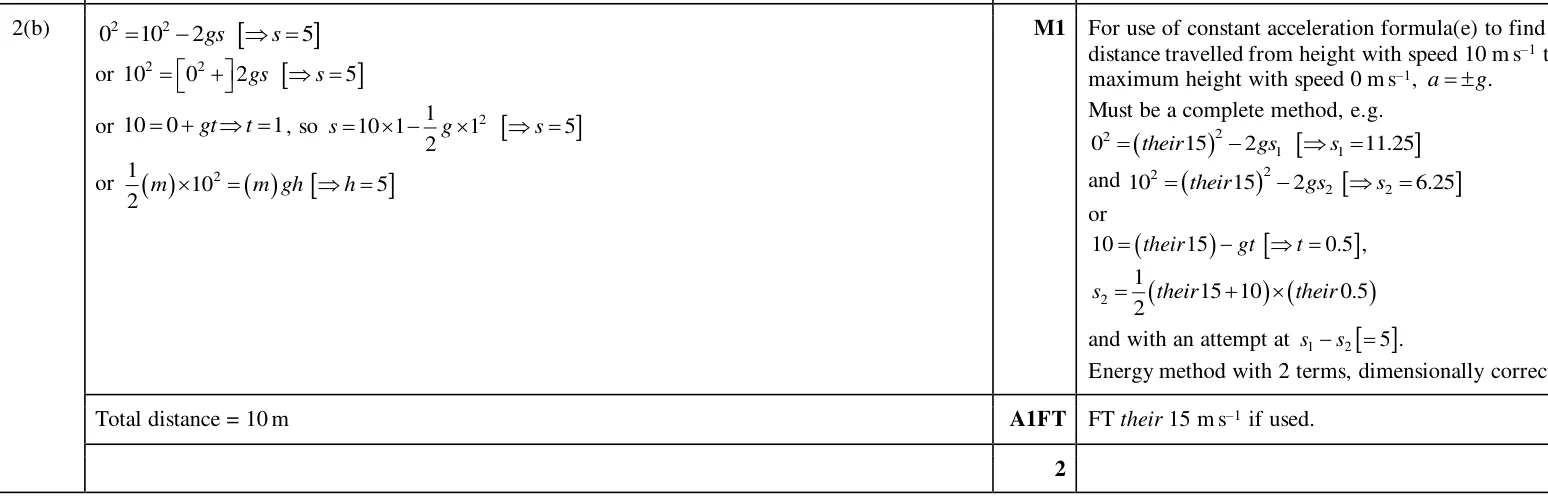 2(b)
0² = 10² − 2gs [⇒ s = 5]
or 10² = [0² +] 2gs [⇒ s = 5]
or 10 = 0 + gt ⇒ t = 1, so s = 10 × 1 − 1/2 g × 1² [⇒ s = 5]
or 1/2 (m) × 10² = (m) gh [⇒ h = 5]
M1
For use of constant acceleration formula(e) to find
distance travelled from height with speed 10 m s⁻¹ t
maximum height with speed 0 m s⁻¹, a = ±g.
Must be a complete method, e.g.
0² = (their 15)² − 2gs₁ [⇒ s₁ = 11.25]
and 10² = (their 15)² − 2gs₂ [⇒ s₂ = 6.25]
or
10 = (their 15) − gt [⇒ t = 0.5],
s₂ = 1/2 (their 15 + 10) × (their 0.5)
and with an attempt at s₁ − s₂ [= 5].
Energy method with 2 terms, dimensionally correc
Total distance = 10 m
A1FT
FT their 15 m s⁻¹ if used.
2